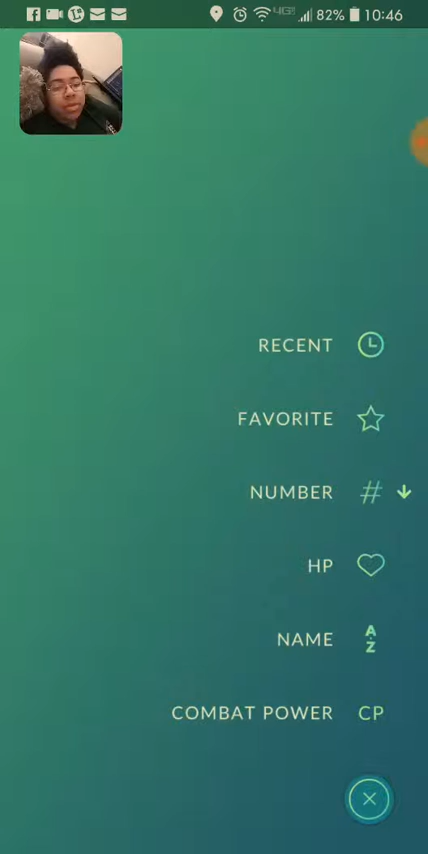 82% 10:46
RECENT
FAVORITE
NUMBER #
HP
NAME A-Z
COMBAT POWER CP